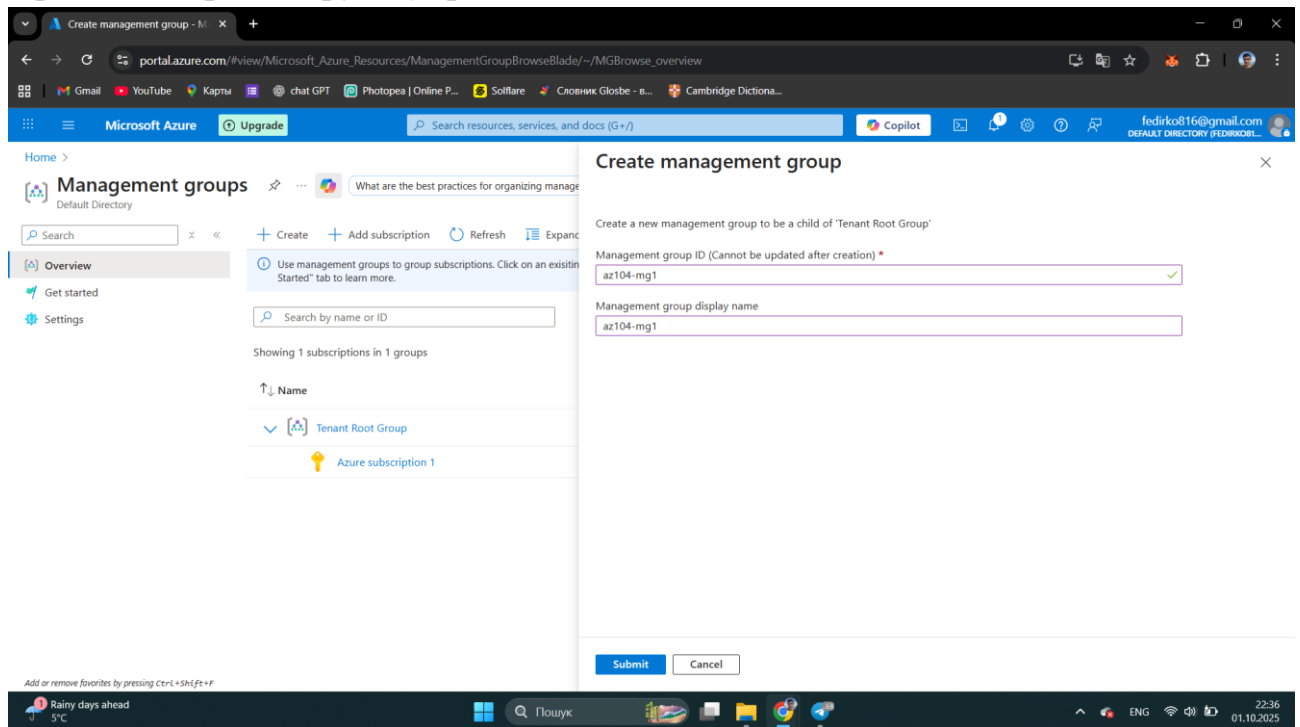 Create management group - M
portal.azure.com/#view/Microsoft_Azure_Resources/ManagementGroupBrowseBlade/~/MGBrowse_overview
Gmail
YouTube
Карты
chat GPT
Photopea | Online P...
Solflare
Словник Glosbe - в...
Cambridge Dictiona...
Microsoft Azure
Upgrade
Search resources, services, and docs (G+/)
Copilot
1
fedirko816@gmail.com
DEFAULT DIRECTORY (FEDIRKO81...
Home >
Management groups
Default Directory
What are the best practices for organizing manage
Search
Overview
Get started
Settings
+ Create
+ Add subscription
Refresh
Expand
Use management groups to group subscriptions. Click on an exisitin
Started" tab to learn more.
Search by name or ID
Showing 1 subscriptions in 1 groups
↑↓ Name
Tenant Root Group
Azure subscription 1
Add or remove favorites by pressing Ctrl+Shift+F
Create management group
Create a new management group to be a child of 'Tenant Root Group'
Management group ID (Cannot be updated after creation) *
az104-mg1
Management group display name
az104-mg1
Submit
Cancel
1
Rainy days ahead
5°C
Пошук
ENG
22:36
01.10.2025